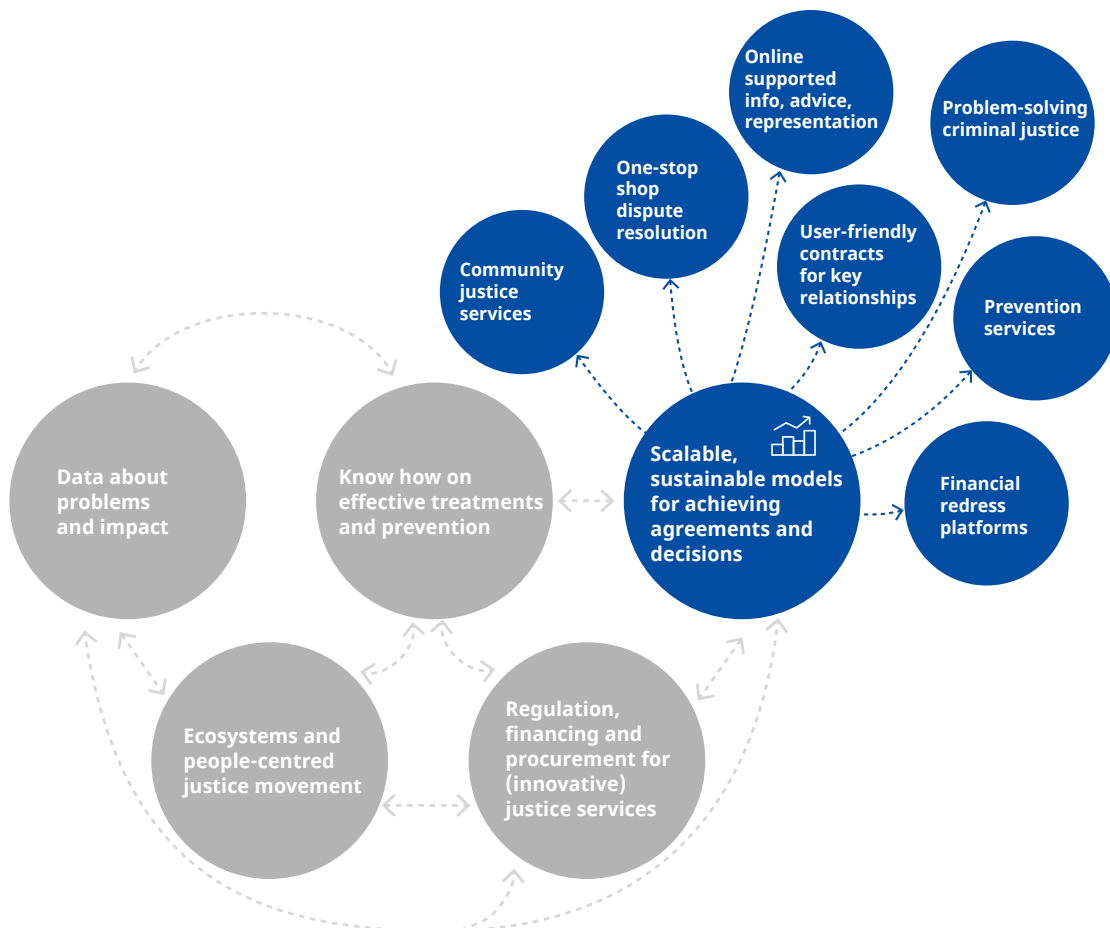 Online
supported
info, advice,
representation
Problem-solving
criminal justice
One-stop
shop
dispute
resolution
User-friendly
contracts
for key
relationships
Community
justice
services
Prevention
services
Data about
problems
and impact
Know how on
effective treatments
and prevention
Scalable,
sustainable models
for achieving
agreements and
decisions
Financial
redress
platforms
Ecosystems and
people-centred
justice movement
Regulation,
financing and
procurement for
(innovative)
justice services